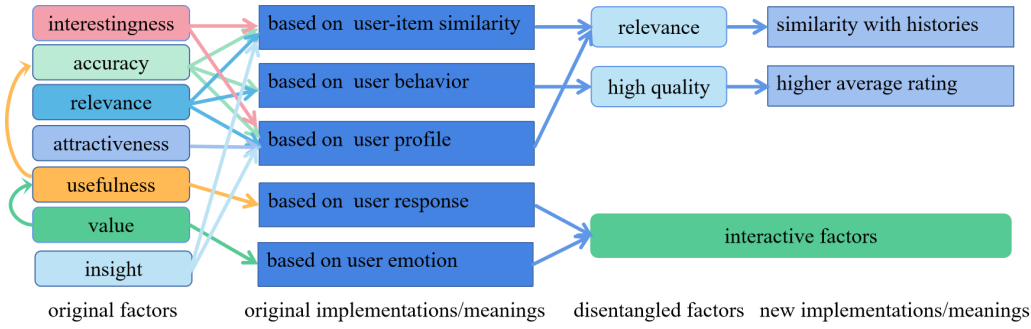 interestingness
accuracy
relevance
attractiveness
usefulness
value
insight
original factors
based on user-item similarity
based on user behavior
based on user profile
based on user response
based on user emotion
original implementations/meanings
relevance
high quality
interactive factors
disentangled factors
similarity with histories
higher average rating
new implementations/meanings